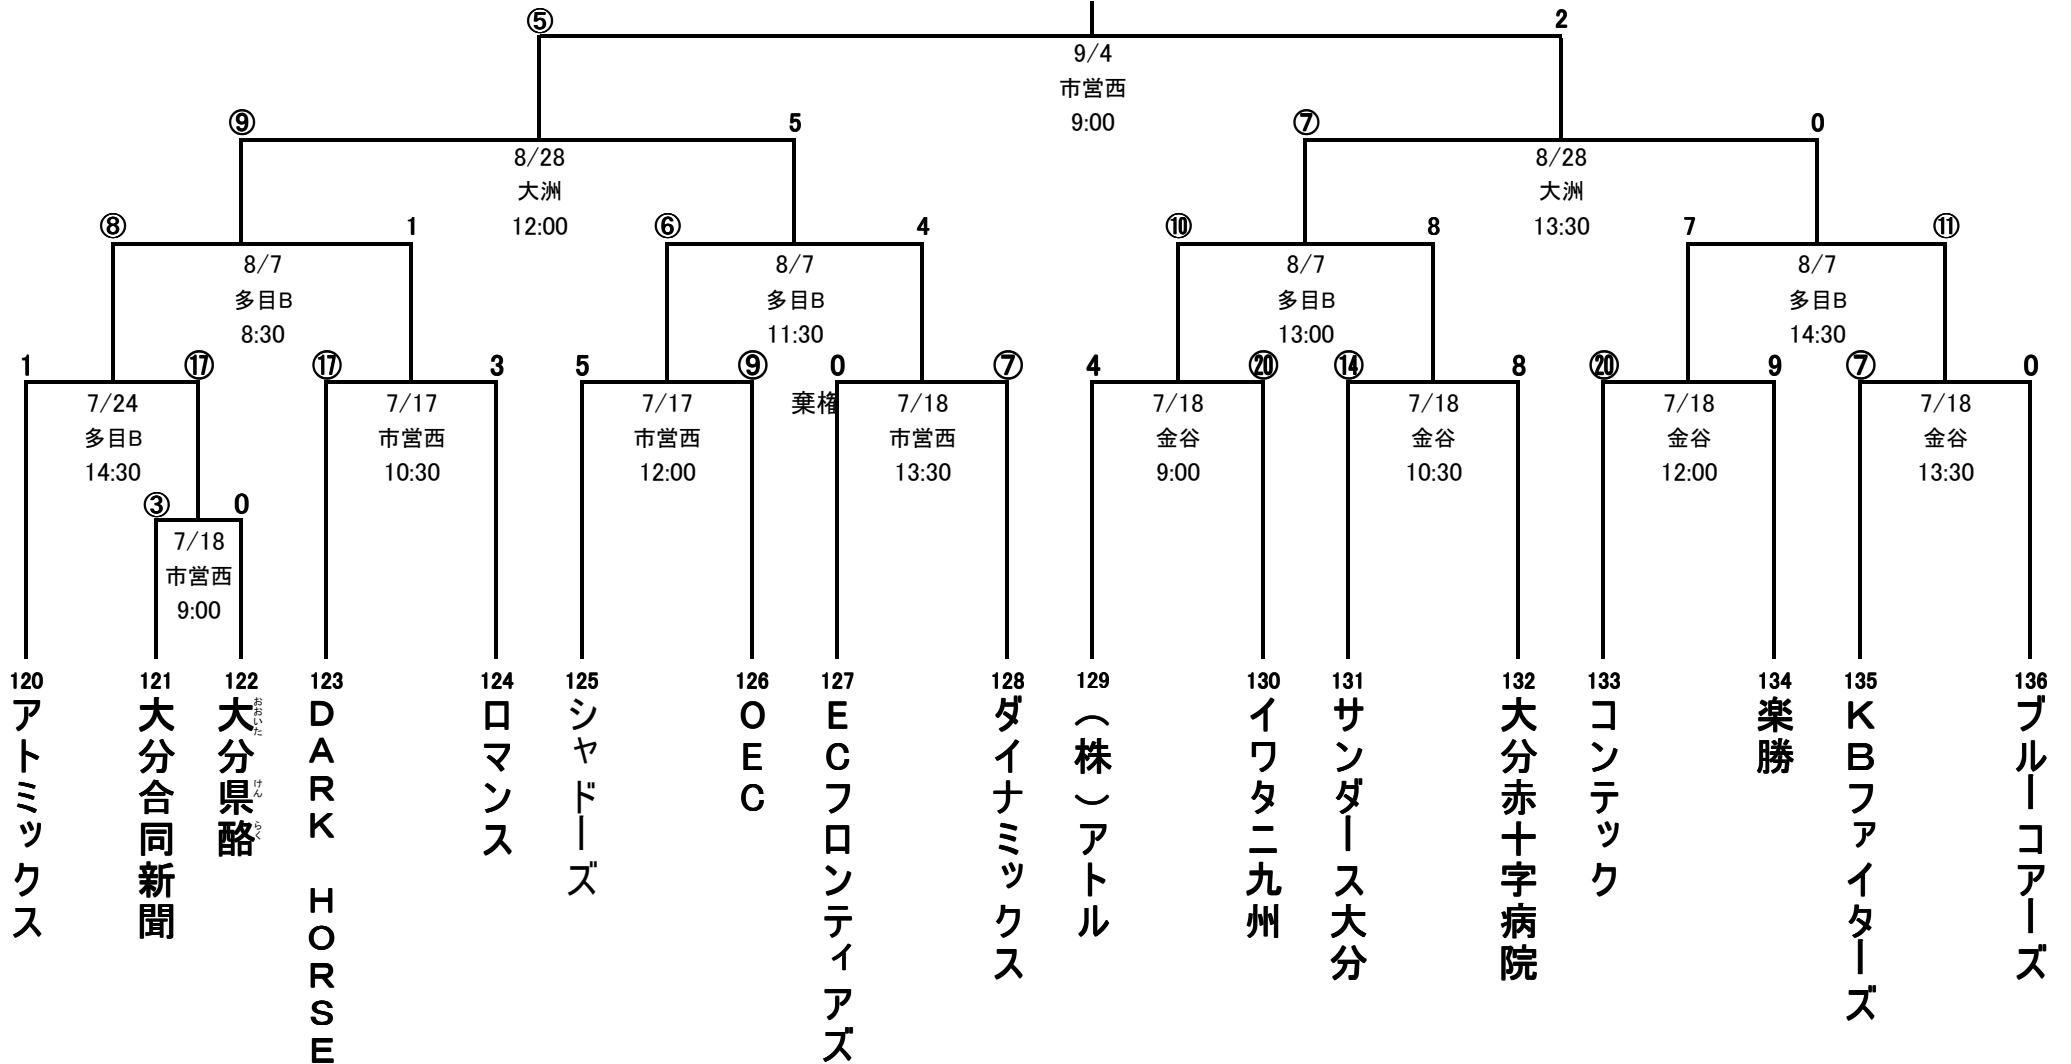 ⑤ 2
9/4
市営西
9:00
⑨ 5 ⑦ 0
8/28 8/28
大洲 大洲
12:00 13:30
⑧ 1 ⑥ 4 ⑩ 8 7 ⑪
8/7 8/7 8/7 8/7
多目B 多目B 多目B 多目B
8:30 11:30 13:00 14:30
1 ⑰ ⑰ 3 5 ⑨ 0 ⑦ 4 ⑳ ⑭ 8 ⑳ 9 ⑦ 0
7/24 7/17 7/17 棄権 7/18 7/18 7/18 7/18 7/18
多目B 市営西 市営西 市営西 金谷 金谷 金谷 金谷
14:30 10:30 12:00 13:30 9:00 10:30 12:00 13:30
③ 0
7/18
市営西
9:00
120 121 122 123 124 125 126 127 128 129 130 131 132 133 134 135 136
アトミックス
大分合同新聞
大分県酪
おおいた けん らく
DARK HORSE
ロマンス
シャドーズ
OEC
ECフロンティアズ
ダイナミックス
(株)アトル
イワタニ九州
サンダース大分
大分赤十字病院
コンテック
楽勝
KBファイターズ
ブルーコアーズ